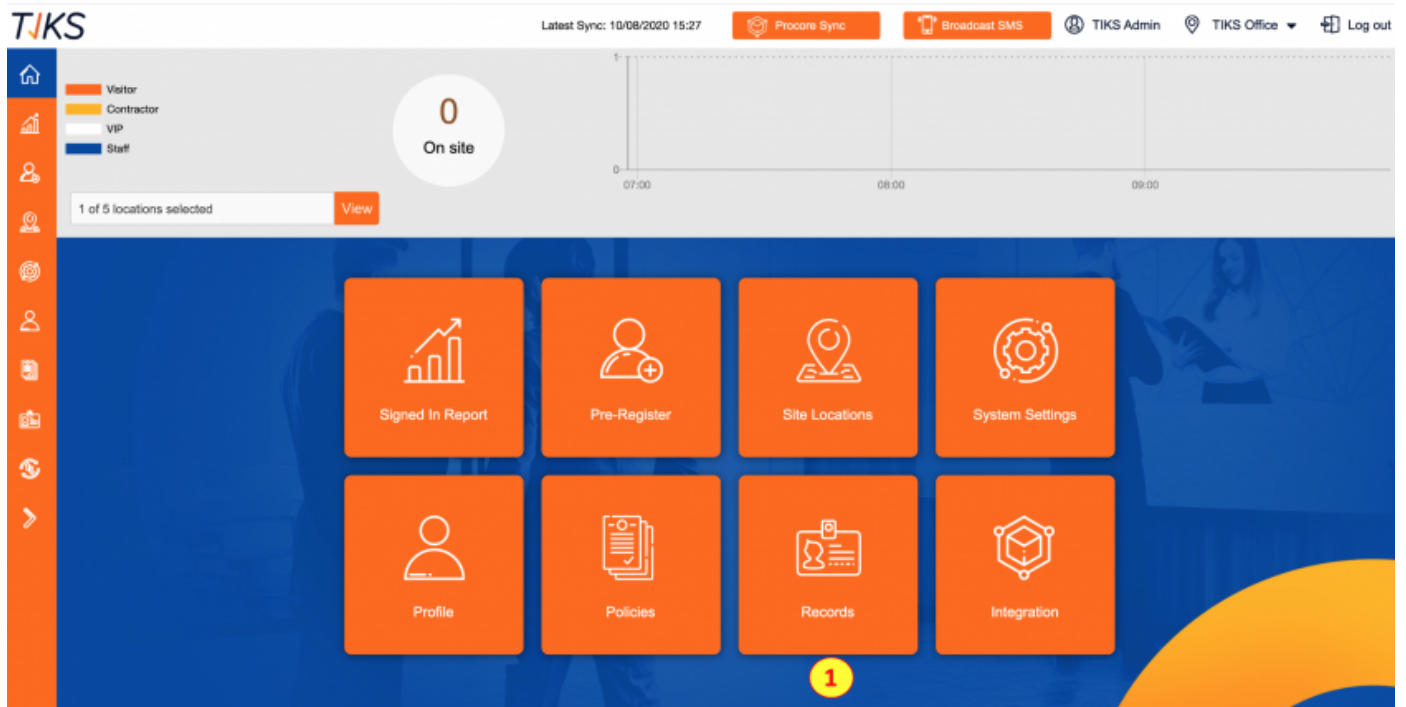 TIKS
Latest Sync: 10/08/2020 15:27
Procore Sync
Broadcast SMS
TIKS Admin
TIKS Office
Log out
Visitor
Contractor
VIP
Staff
0
On site
1 of 5 locations selected
View
1
0
07:00
08:00
09:00
Signed In Report
Pre-Register
Site Locations
System Settings
Profile
Policies
Records
Integration
1